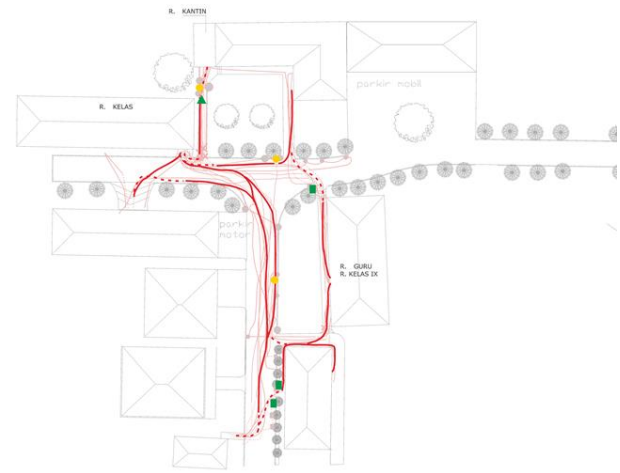 R. KANTIN
parkir mobil
R. KELAS
parkir
motor
R. GURU
R. KELAS IX